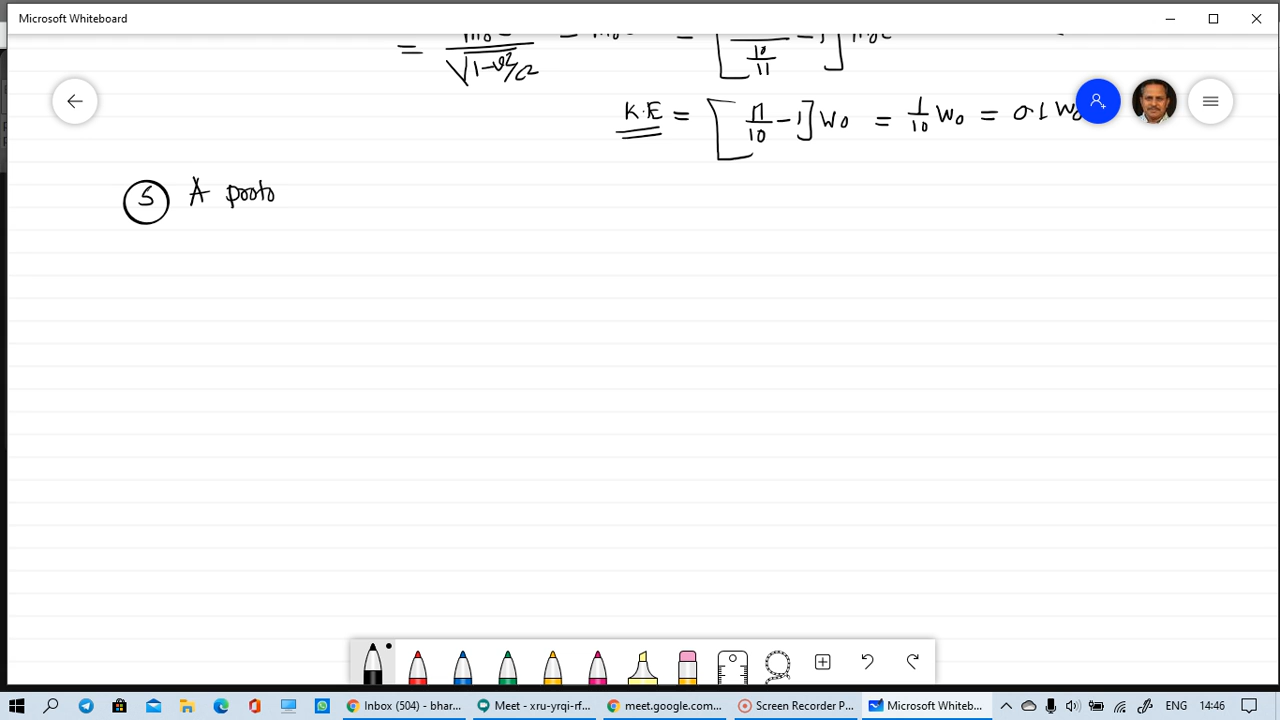 Microsoft Whiteboard
= m₀c² / √1-v²/c² - m₀c² = [ 1 / 10/11 - 1 ] m₀c²
K.E = [ 11/10 - 1 ] W₀ = 1/10 W₀ = 0.1 W₀
5 A proto
Inbox (504) - bhar... Meet - xru-yrqi-rf... meet.google.com... Screen Recorder P... Microsoft Whiteb... ENG 14:46